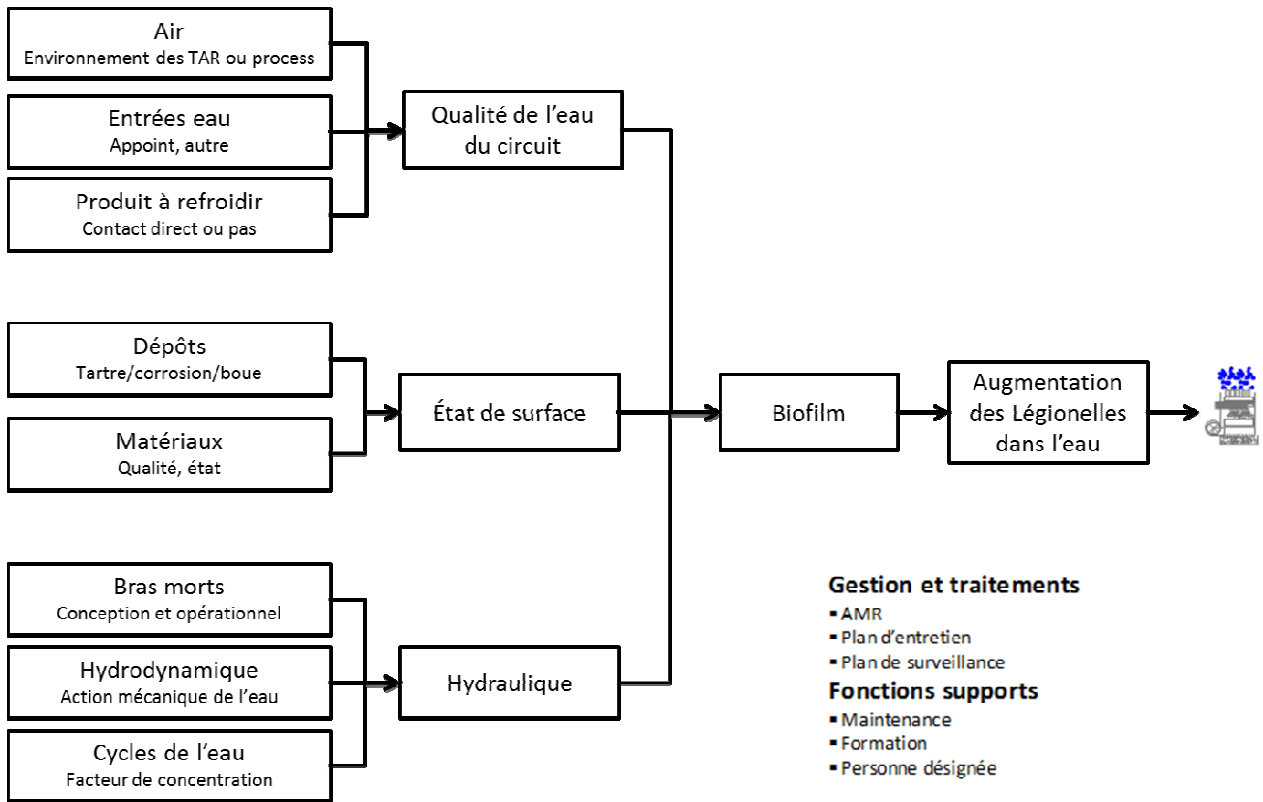 Air
Environnement des TAR ou process
Entrées eau
Appoint, autre
Produit à refroidir
Contact direct ou pas
Qualité de l'eau
du circuit
Dépôts
Tartre/corrosion/boue
Matériaux
Qualité, état
État de surface
Bras morts
Conception et opérationnel
Hydrodynamique
Action mécanique de l'eau
Cycles de l'eau
Facteur de concentration
Hydraulique
Biofilm
Augmentation
des Légionelles
dans l'eau
Gestion et traitements
▪ AMR
▪ Plan d'entretien
▪ Plan de surveillance
Fonctions supports
▪ Maintenance
▪ Formation
▪ Personne désignée